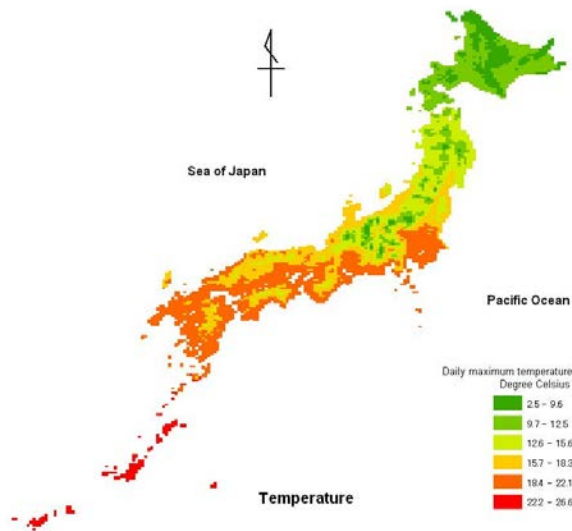 Sea of Japan
Pacific Ocean
Daily maximum temperature
Degree Celsius
2.5 - 9.6
9.7 - 12.5
12.6 - 15.6
15.7 - 18.3
18.4 - 22.1
22.2 - 26.6
Temperature